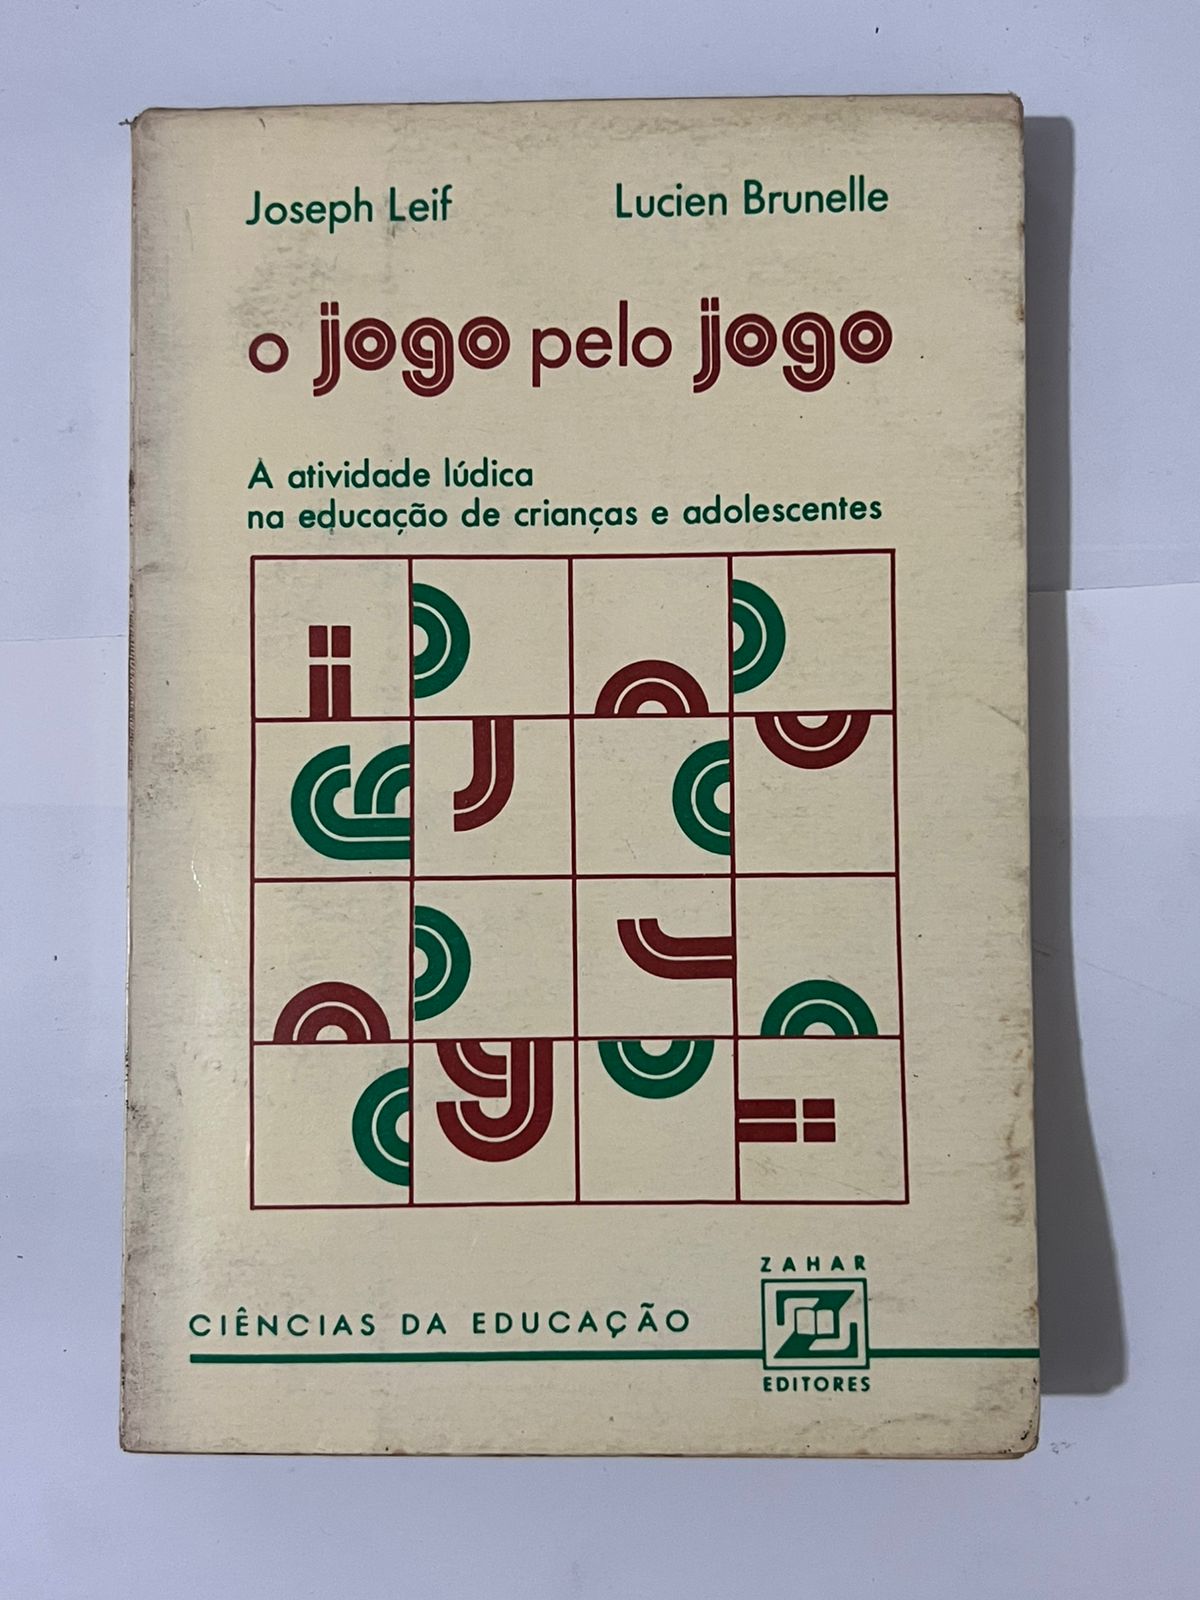 Joseph Leif Lucien Brunelle
o jogo pelo jogo
A atividade lúdica
na educação de crianças e adolescentes
CIÊNCIAS DA EDUCAÇÃO
ZAHAR
EDITORES